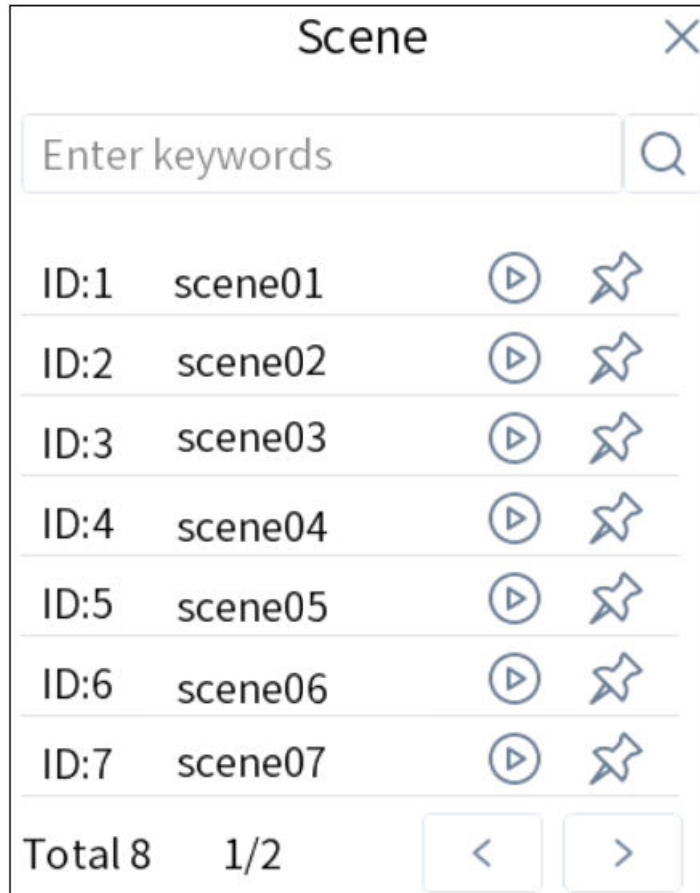 Scene
Enter keywords
ID:1 scene01
ID:2 scene02
ID:3 scene03
ID:4 scene04
ID:5 scene05
ID:6 scene06
ID:7 scene07
Total 8 1/2